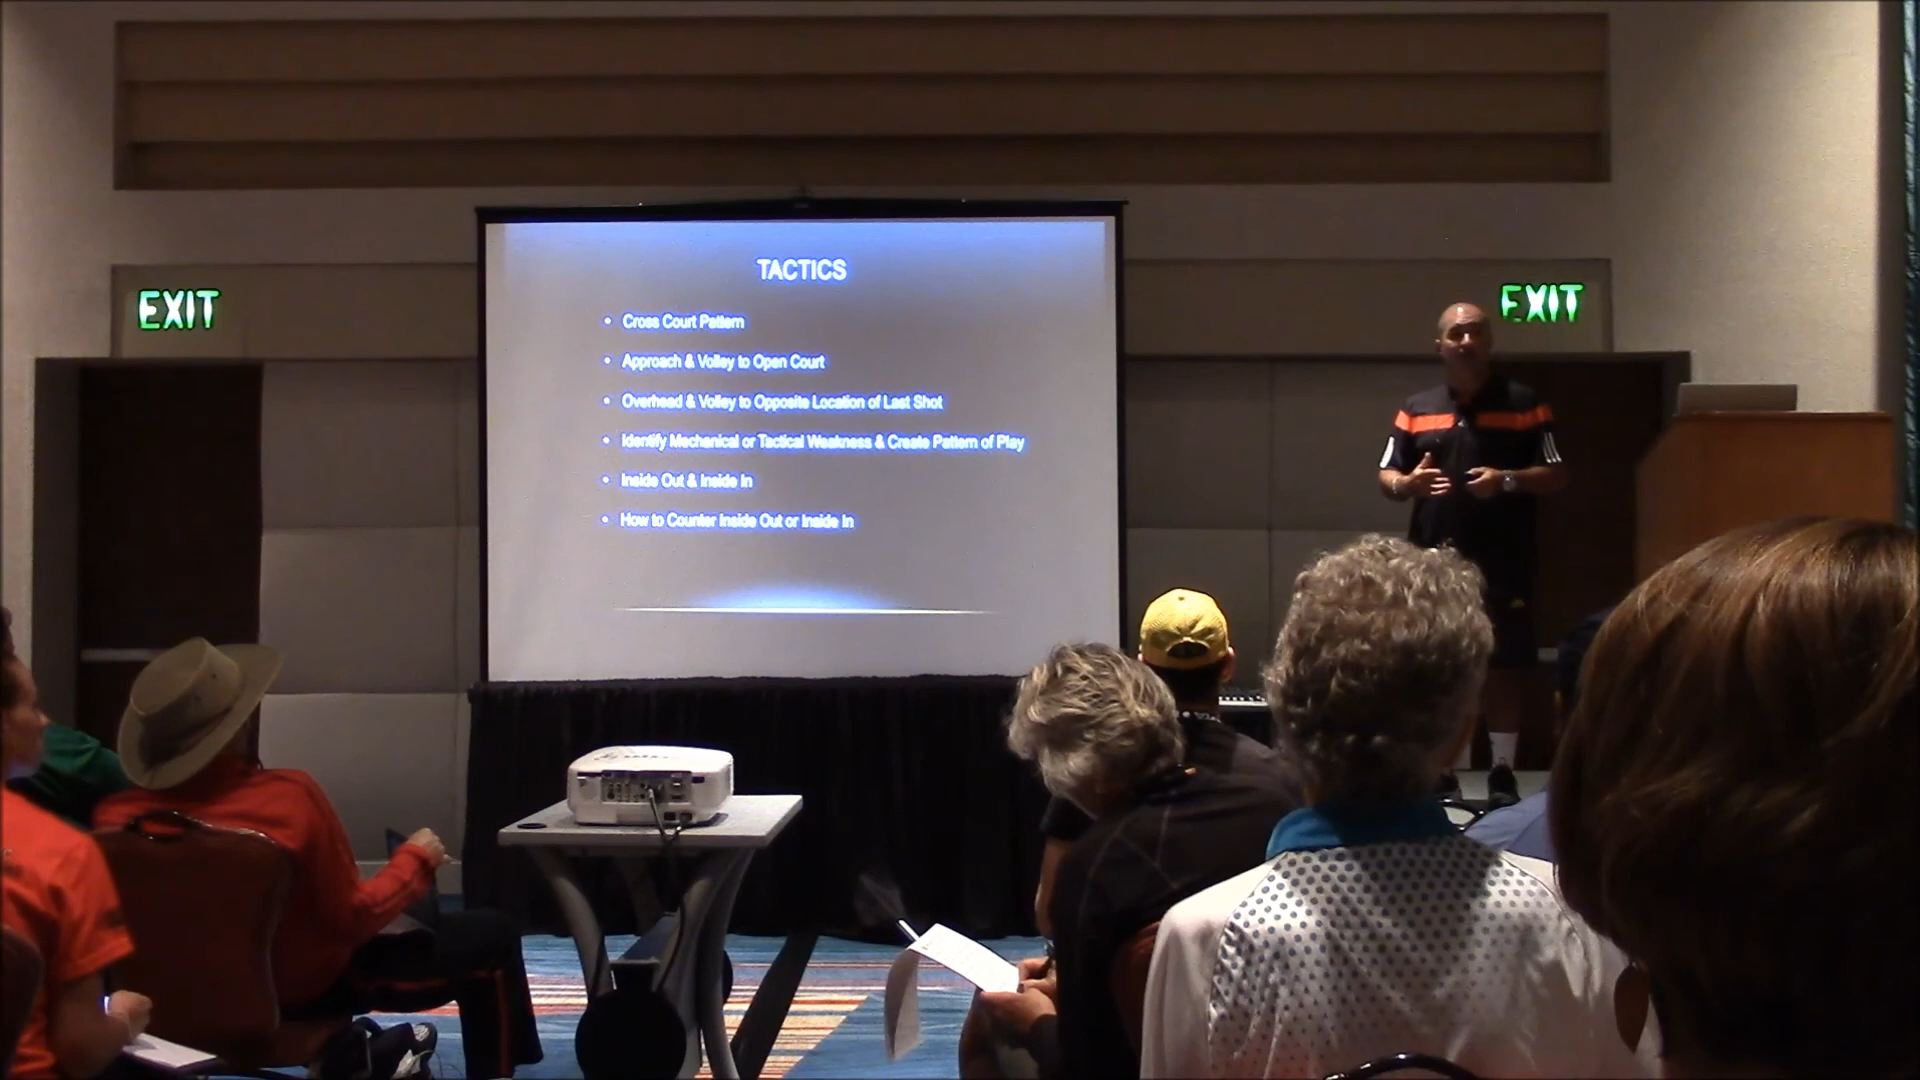 TACTICS
EXIT
EXIT
• Cross Court Pattern
• Approach & Volley to Open Court
• Overhead & Volley to Opposite Location of Last Shot
• Identify Mechanical or Tactical Weakness & Create Pattern of Play
• Inside Out & Inside In
• How to Counter Inside Out or Inside In